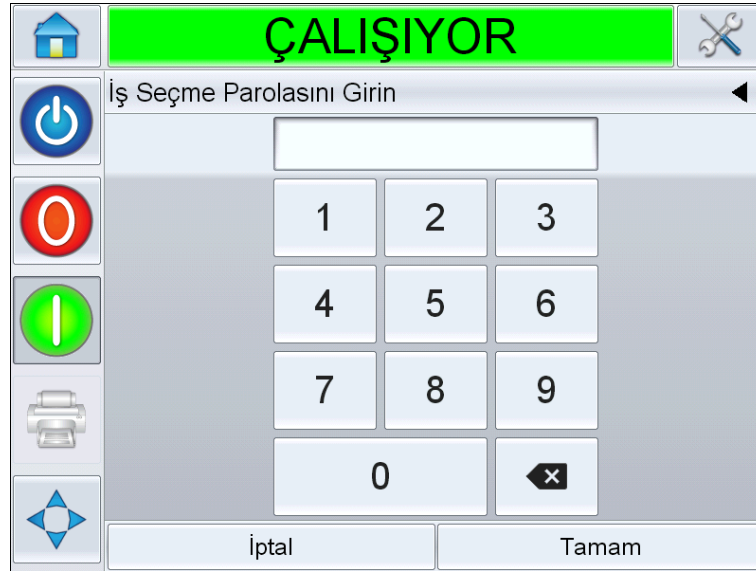 ÇALIŞIYOR
İş Seçme Parolasını Girin
1 2 3
4 5 6
7 8 9
0
İptal Tamam